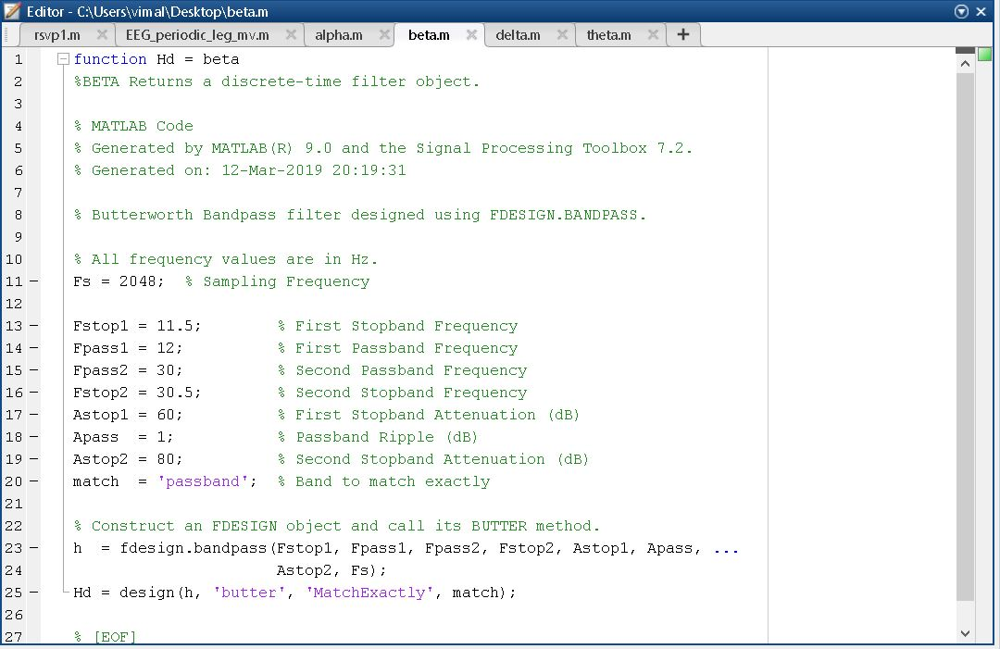 Editor - C:\Users\vimal\Desktop\beta.m
rsvp1.m EEG_periodic_leg_mv.m alpha.m beta.m delta.m theta.m +
1 function Hd = beta
2 %BETA Returns a discrete-time filter object.
3
4 % MATLAB Code
5 % Generated by MATLAB(R) 9.0 and the Signal Processing Toolbox 7.2.
6 % Generated on: 12-Mar-2019 20:19:31
7
8 % Butterworth Bandpass filter designed using FDESIGN.BANDPASS.
9
10 % All frequency values are in Hz.
11 — Fs = 2048;  % Sampling Frequency
12
13 — Fstop1 = 11.5;        % First Stopband Frequency
14 — Fpass1 = 12;          % First Passband Frequency
15 — Fpass2 = 30;          % Second Passband Frequency
16 — Fstop2 = 30.5;        % Second Stopband Frequency
17 — Astop1 = 60;          % First Stopband Attenuation (dB)
18 — Apass  = 1;           % Passband Ripple (dB)
19 — Astop2 = 80;          % Second Stopband Attenuation (dB)
20 — match  = 'passband';  % Band to match exactly
21
22 % Construct an FDESIGN object and call its BUTTER method.
23 — h  = fdesign.bandpass(Fstop1, Fpass1, Fpass2, Fstop2, Astop1, Apass, ...
24                       Astop2, Fs);
25 — Hd = design(h, 'butter', 'MatchExactly', match);
26
27 % [EOF]